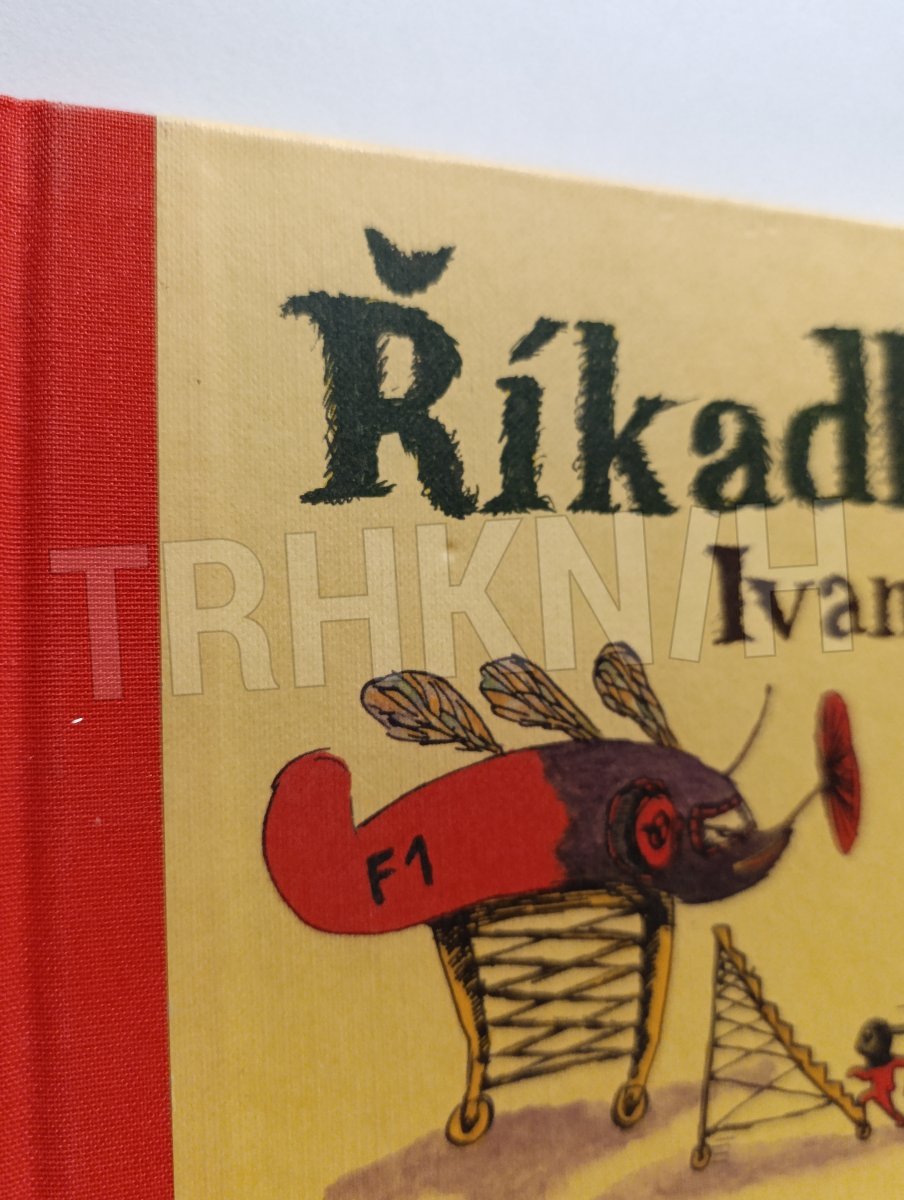 Říkadl
TRHKNIH
Ivan
F1